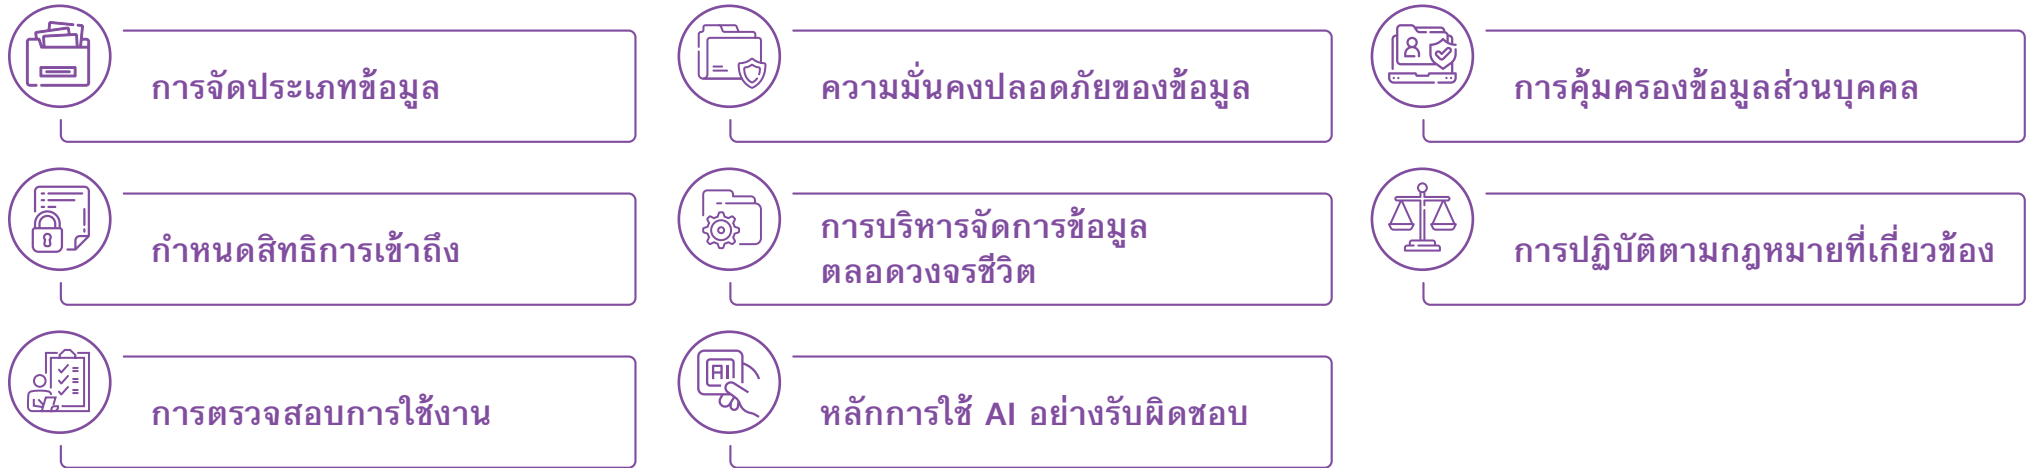 การจัดประเภทข้อมูล
ความมั่นคงปลอดภัยของข้อมูล
การคุ้มครองข้อมูลส่วนบุคคล
กำหนดสิทธิการเข้าถึง
การบริหารจัดการข้อมูล
ตลอดวงจรชีวิต
การปฏิบัติตามกฎหมายที่เกี่ยวข้อง
การตรวจสอบการใช้งาน
AI
หลักการใช้ AI อย่างรับผิดชอบ